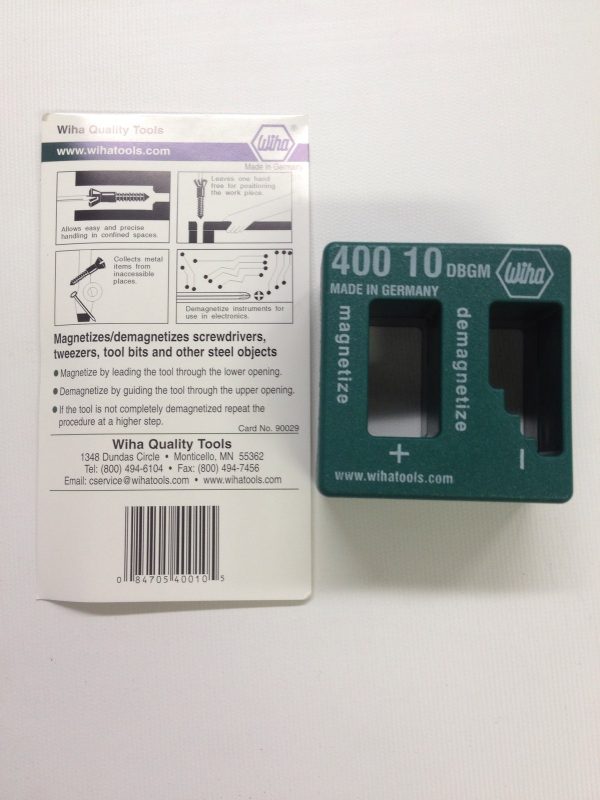 Wiha Quality Tools
Wiha®
www.wihatools.com
Made in Germany
Allows easy and precise
handling in confined spaces.
Leaves one hand
free for positioning
the work piece.
Collects metal
items from
inaccessible
places.
Demagnetize instruments for
use in electronics.
Magnetizes/demagnetizes screwdrivers,
tweezers, tool bits and other steel objects
• Magnetize by leading the tool through the lower opening.
• Demagnetize by guiding the tool through the upper opening.
• If the tool is not completely demagnetized repeat the
procedure at a higher step.
Card No. 90029
Wiha Quality Tools
1348 Dundas Circle • Monticello, MN 55362
Tel: (800) 494-6104 • Fax: (800) 494-7456
Email: cservice@wihatools.com • www.wihatools.com
0 84705 40010 5
400 10 DBGM
Wiha
MADE IN GERMANY
magnetize
demagnetize
+
–
www.wihatools.com